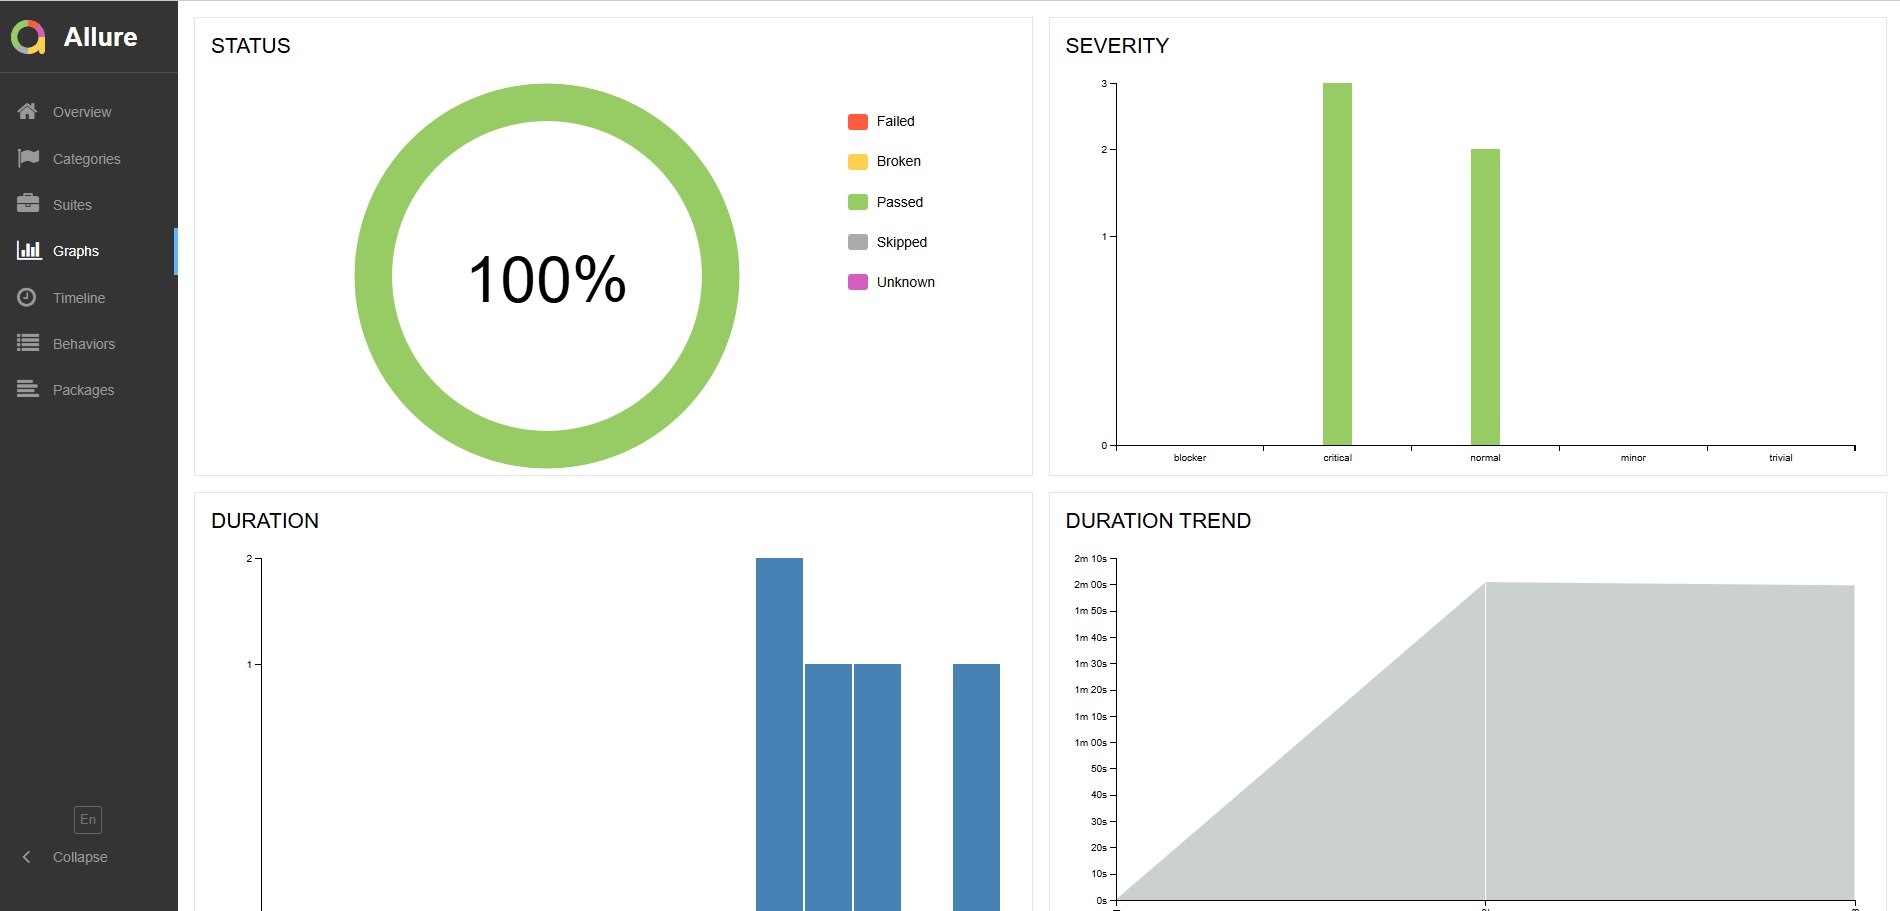 Allure
Overview
Categories
Suites
Graphs
Timeline
Behaviors
Packages
En
Collapse
STATUS
100%
Failed
Broken
Passed
Skipped
Unknown
SEVERITY
3
2
1
0
blocker
critical
normal
minor
trivial
DURATION
2
1
DURATION TREND
2m 10s
2m 00s
1m 50s
1m 40s
1m 30s
1m 20s
1m 10s
1m 00s
50s
40s
30s
20s
10s
0s